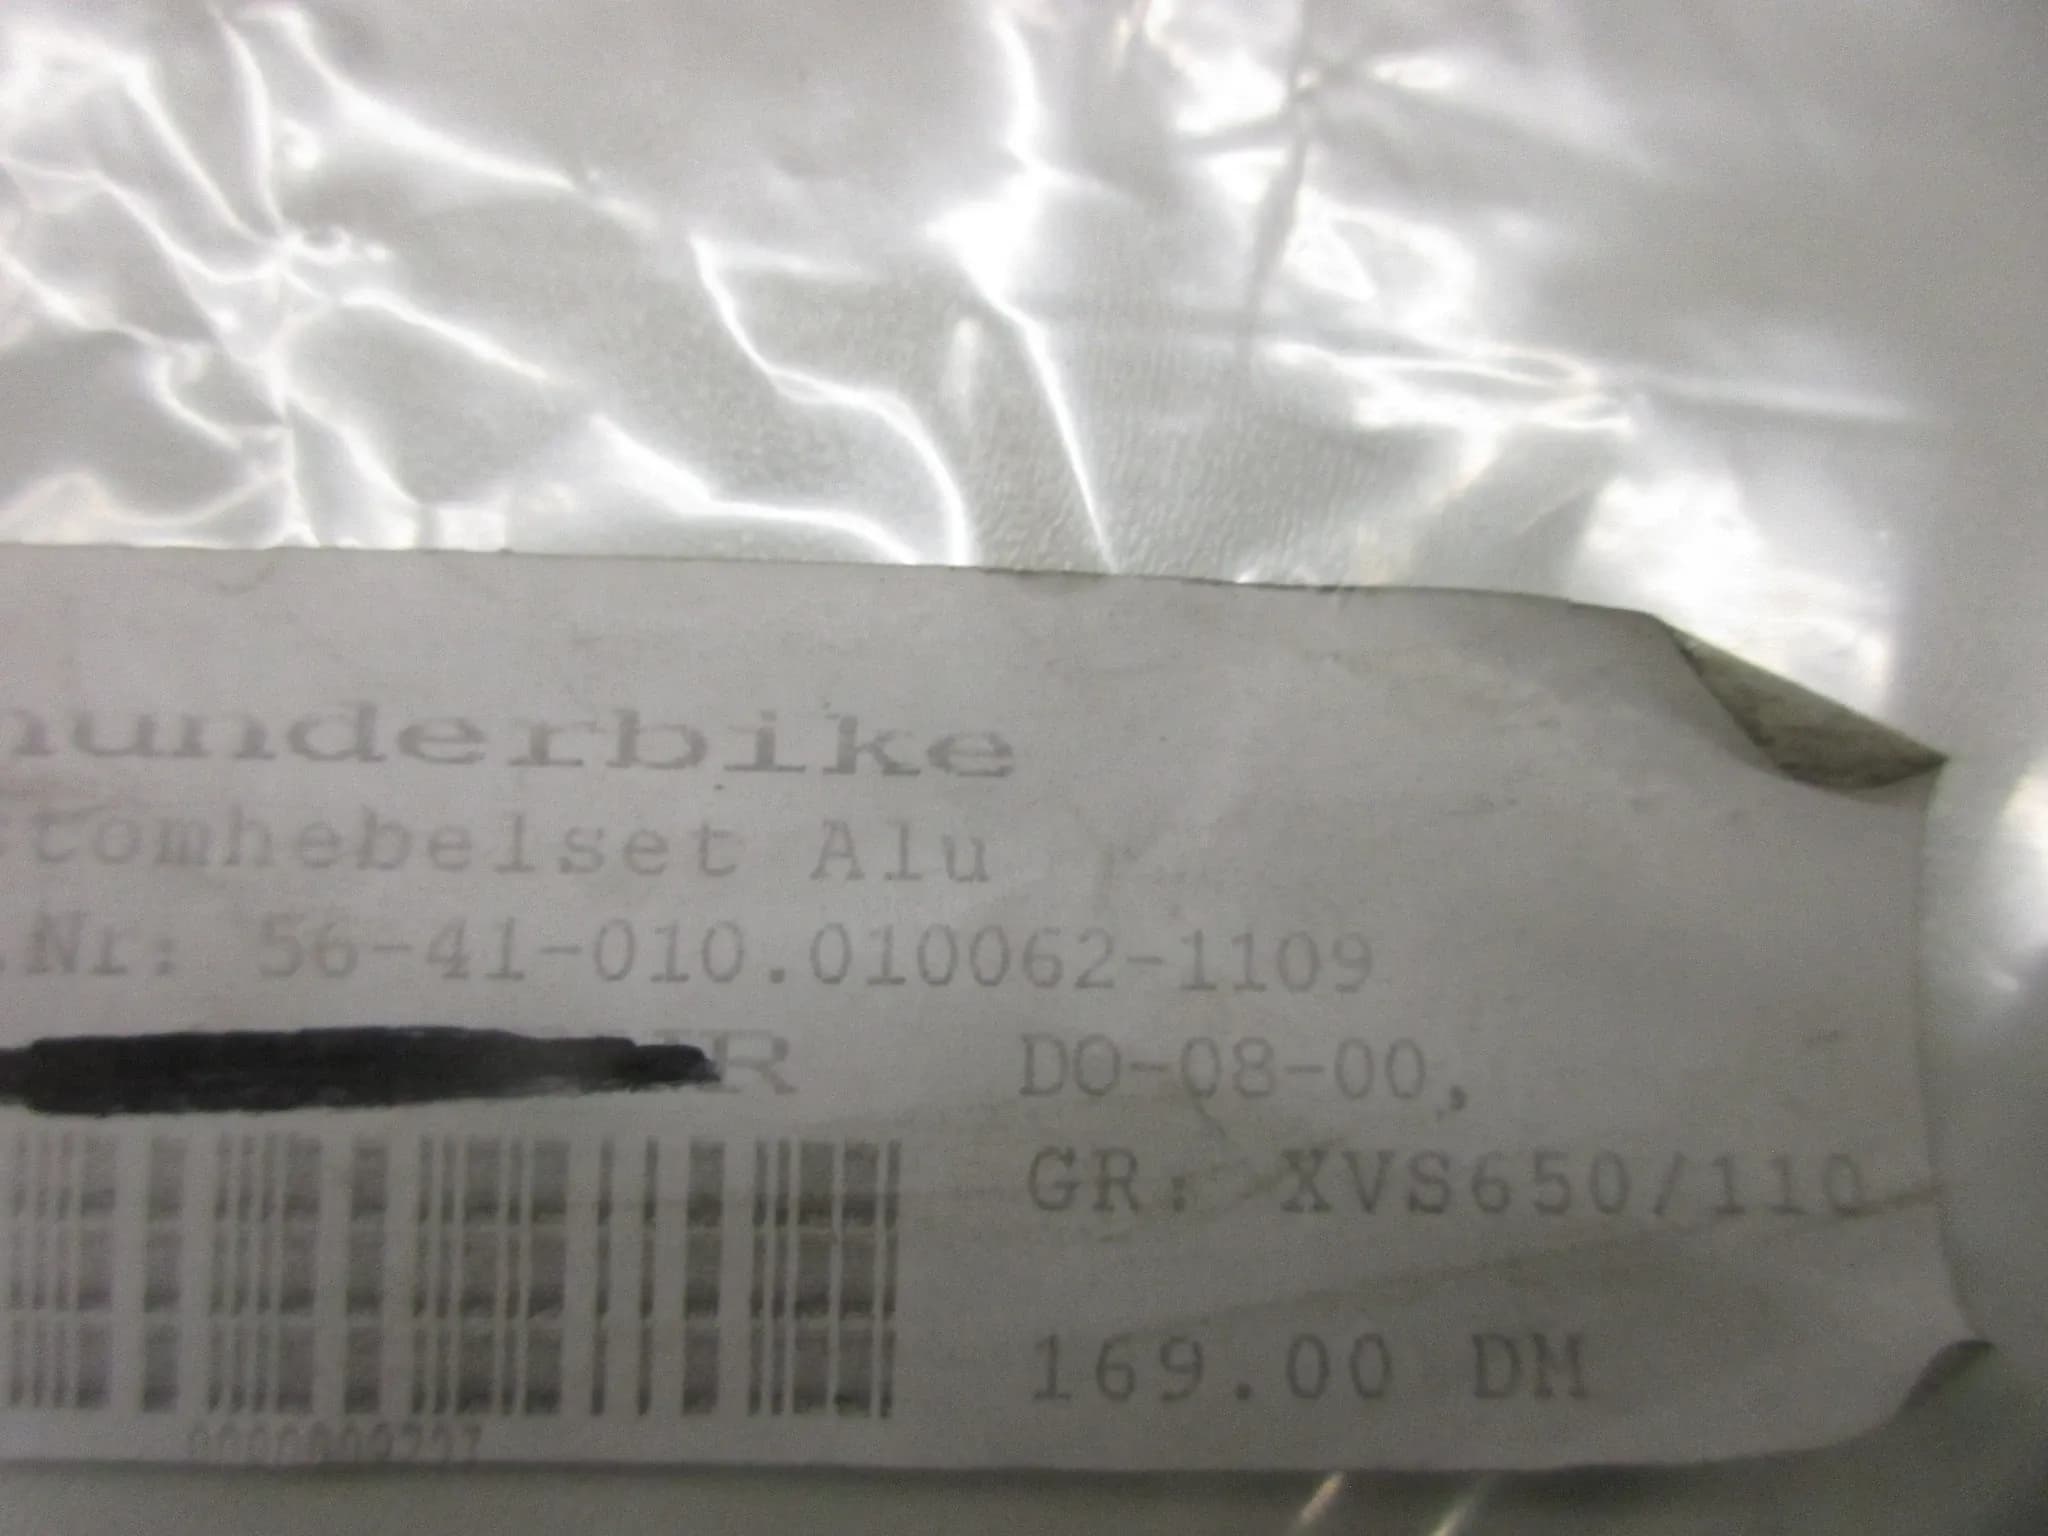 hunderbike
tomhebelset Alu
.Nr: 56-41-010.010062-1109
R DO-08-00,
GR: XVS650/110
169.00 DM